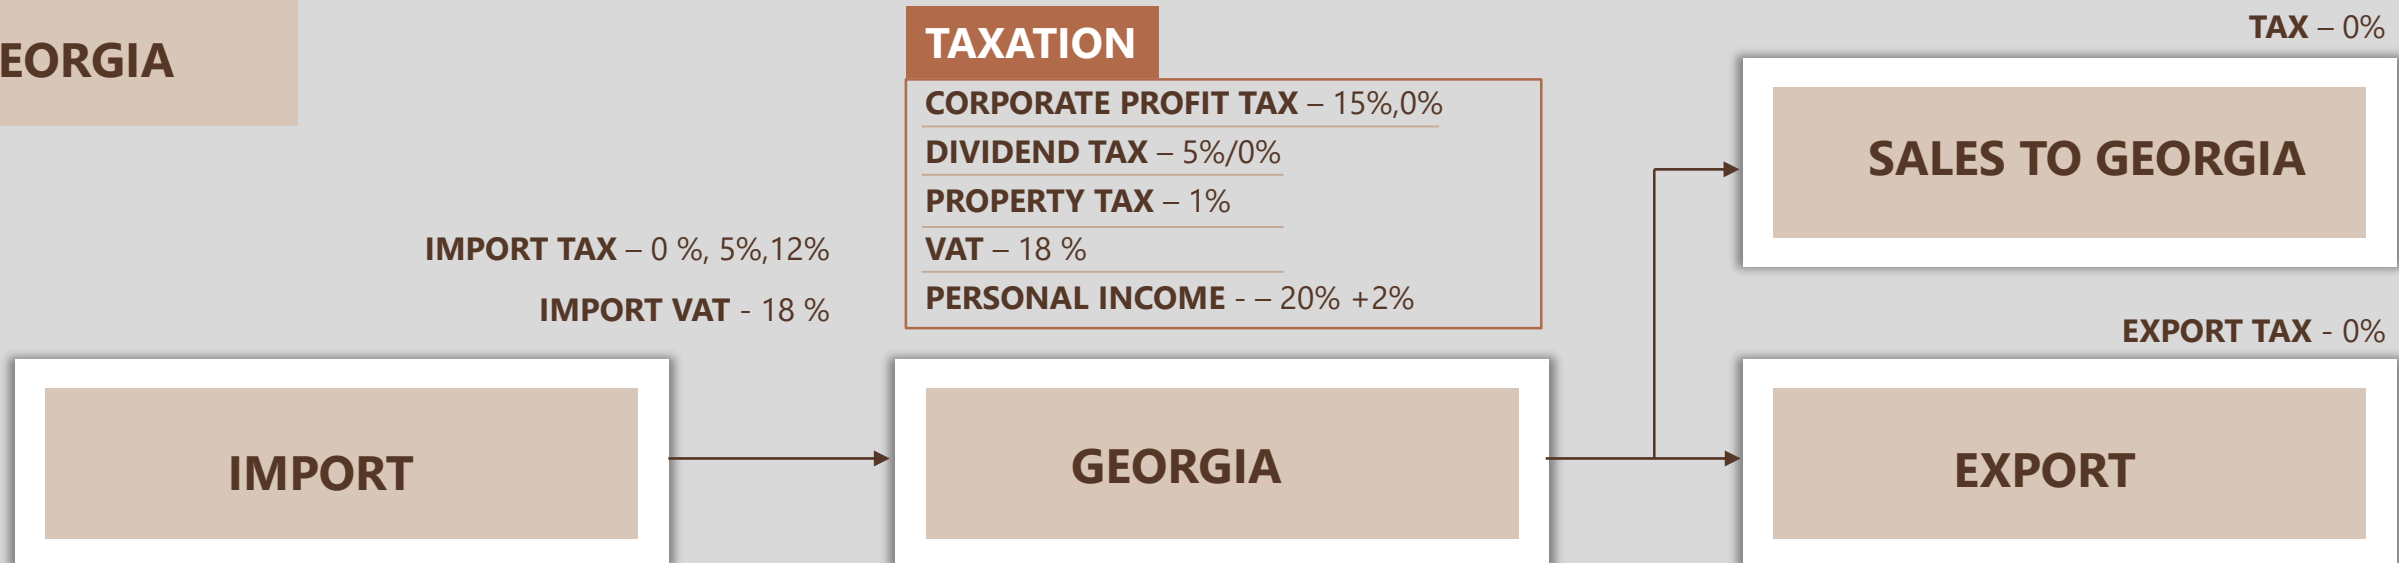 EORGIA
TAXATION
CORPORATE PROFIT TAX – 15%,0%
DIVIDEND TAX – 5%/0%
PROPERTY TAX – 1%
VAT – 18 %
PERSONAL INCOME - – 20% +2%
IMPORT TAX – 0 %, 5%,12%
IMPORT VAT - 18 %
TAX – 0%
SALES TO GEORGIA
EXPORT TAX - 0%
IMPORT
GEORGIA
EXPORT